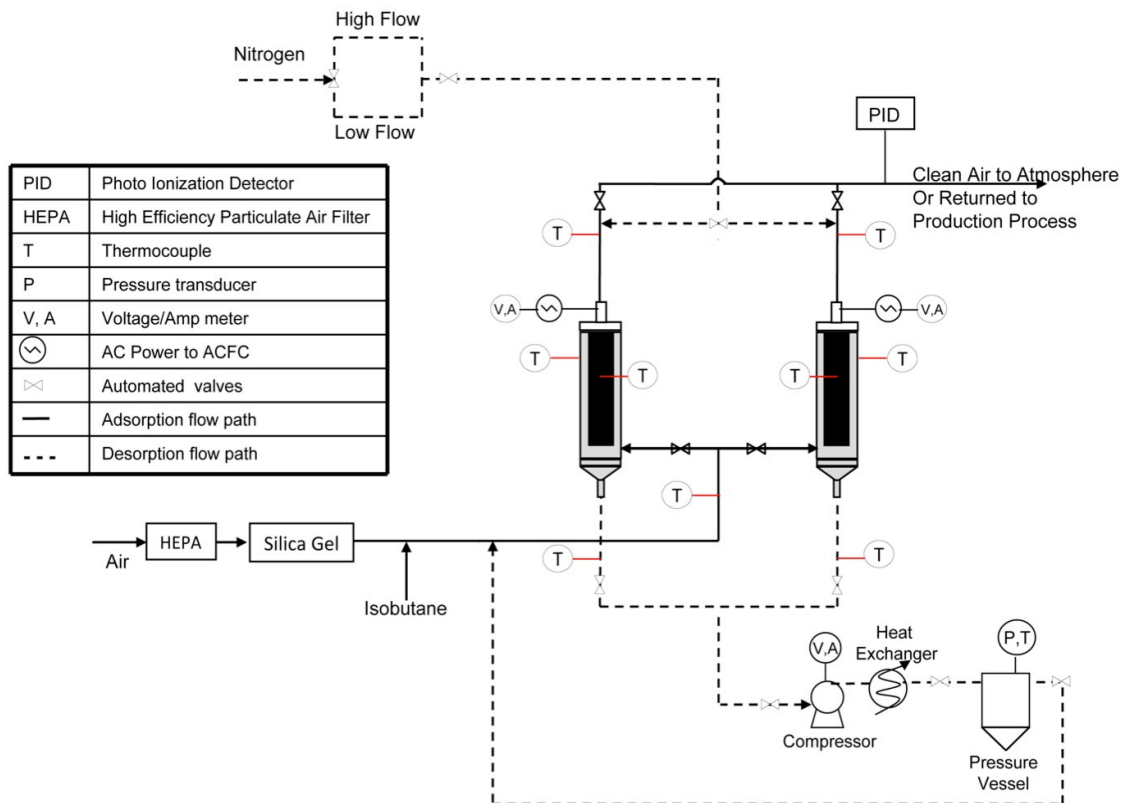 High Flow
Nitrogen
Low Flow
PID
Clean Air to Atmosphere
Or Returned to
Production Process
PID Photo Ionization Detector
HEPA High Efficiency Particulate Air Filter
T Thermocouple
P Pressure transducer
V, A Voltage/Amp meter
AC Power to ACFC
Automated valves
Adsorption flow path
Desorption flow path
T
T
V,A
V,A
T
T
T
T
T
Air
HEPA
Silica Gel
Isobutane
T
T
V,A
Heat
Exchanger
P,T
Compressor
Pressure
Vessel